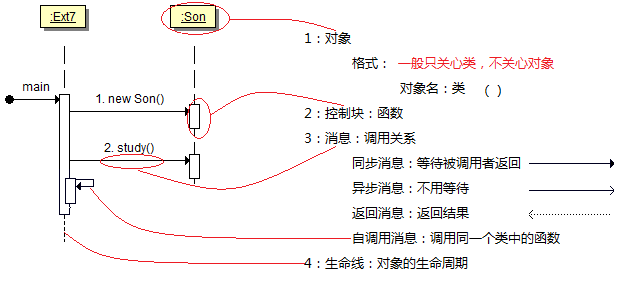 :Ext7
:Son
1：对象
格式： 一般只关心类，不关心对象
对象名：类 （ ）
main
1. new Son()
2：控制块：函数
3：消息：调用关系
2. study()
同步消息：等待被调用者返回
异步消息：不用等待
返回消息：返回结果
自调用消息：调用同一个类中的函数
4：生命线：对象的生命周期